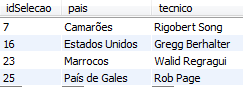 idSelecao pais tecnico
7 Camarões Rigobert Song
16 Estados Unidos Gregg Berhalter
23 Marrocos Walid Regragui
25 País de Gales Rob Page